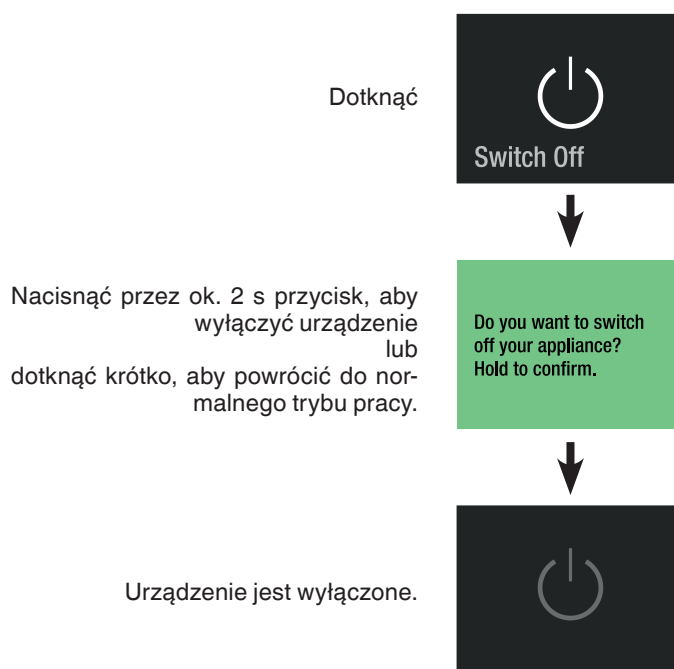 Dotknąć
Switch Off
Nacisnąć przez ok. 2 s przycisk, aby
wyłączyć urządzenie
lub
dotknąć krótko, aby powrócić do nor-
malnego trybu pracy.
Do you want to switch
off your appliance?
Hold to confirm.
Urządzenie jest wyłączone.